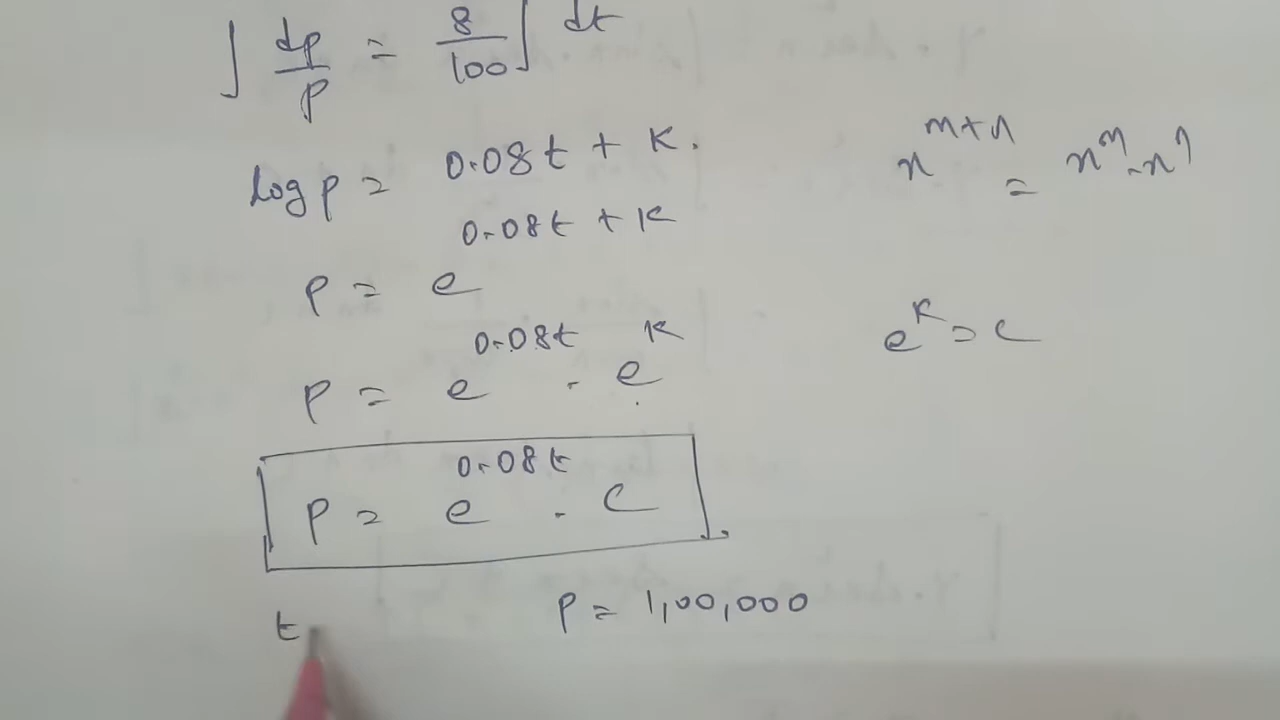 ∫ dp/p = 8/100 ∫ dt
log p = 0.08t + K.
p = e^(0.08t + K)
p = e^(0.08t) · e^K
p = e^(0.08t) · C
t
p = 1,00,000
x^(m+n) = x^m · x^n
e^K = c